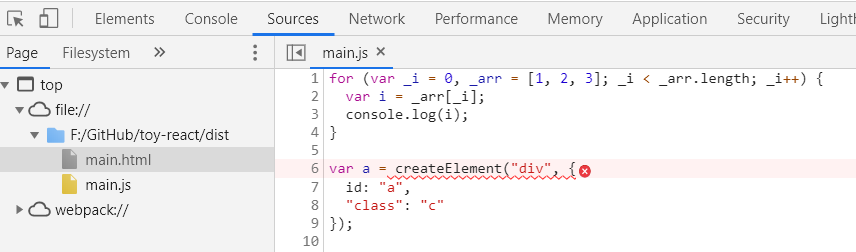 Elements Console Sources Network Performance Memory Application Security Lighth
Page Filesystem » main.js ×
top
file://
F:/GitHub/toy-react/dist
main.html
main.js
webpack://
1 for (var _i = 0, _arr = [1, 2, 3]; _i < _arr.length; _i++) {
2   var i = _arr[_i];
3   console.log(i);
4 }
5
6 var a = createElement("div", {
7   id: "a",
8   "class": "c"
9 });
10